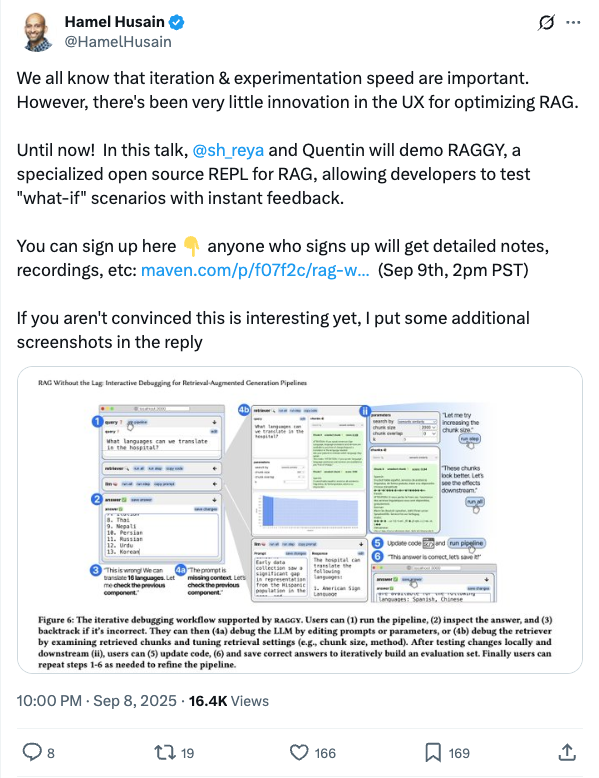 Hamel Husain
@HamelHusain
We all know that iteration & experimentation speed are important.
However, there's been very little innovation in the UX for optimizing RAG.
Until now! In this talk, @sh_reya and Quentin will demo RAGGY, a
specialized open source REPL for RAG, allowing developers to test
"what-if" scenarios with instant feedback.
You can sign up here 👇 anyone who signs up will get detailed notes,
recordings, etc: maven.com/p/f07f2c/rag-w... (Sep 9th, 2pm PST)
If you aren't convinced this is interesting yet, I put some additional
screenshots in the reply
RAG Without the Lag: Interactive Debugging for Retrieval-Augmented Generation Pipelines
1
query ?
What languages can we translate
in the hospital?
retriever
llm
2
answer
8. Thai
9. Nepali
10. Persian
11. Russian
12. Urdu
13. Korean
3
"This is wrong! We can
translate 16 languages. Let
me check the previous
component."
4a
"The prompt is
missing context. Let's
check the previous
component."
4b
retriever
What languages can
we translate in the
hospital?
parameters
llm
Prompt
Response
Early data
collection saw a
significant gap
in representation
from the
Hispanic
population in the
The hospital can
translate the
following
languages:
1. American Sign
Language
ii
parameters
search by
chunk size
chunk overlap
k
"Let me try
increasing the
chunk size."
run step
"These chunks
look good. Let's
see the effects
downstream."
run all
5
Update code
and
run pipeline
6
"This answer is correct, let's save it!"
answer
languages: Spanish, Chinese
Figure 6: The iterative debugging workflow supported by RAGGY. Users can (1) run the pipeline, (2) inspect the answer, and (3)
backtrack if it's incorrect. They can then (4a) debug the LLM by editing prompts or parameters, or (4b) debug the retriever
by examining retrieved chunks and tuning retrieval settings (e.g., chunk size, method). After testing changes locally and
downstream (ii), users can (5) update code, (6) and save correct answers to iteratively build an evaluation set. Finally users can
repeat steps 1-6 as needed to refine the pipeline.
10:00 PM · Sep 8, 2025 · 16.4K Views
8
19
166
169